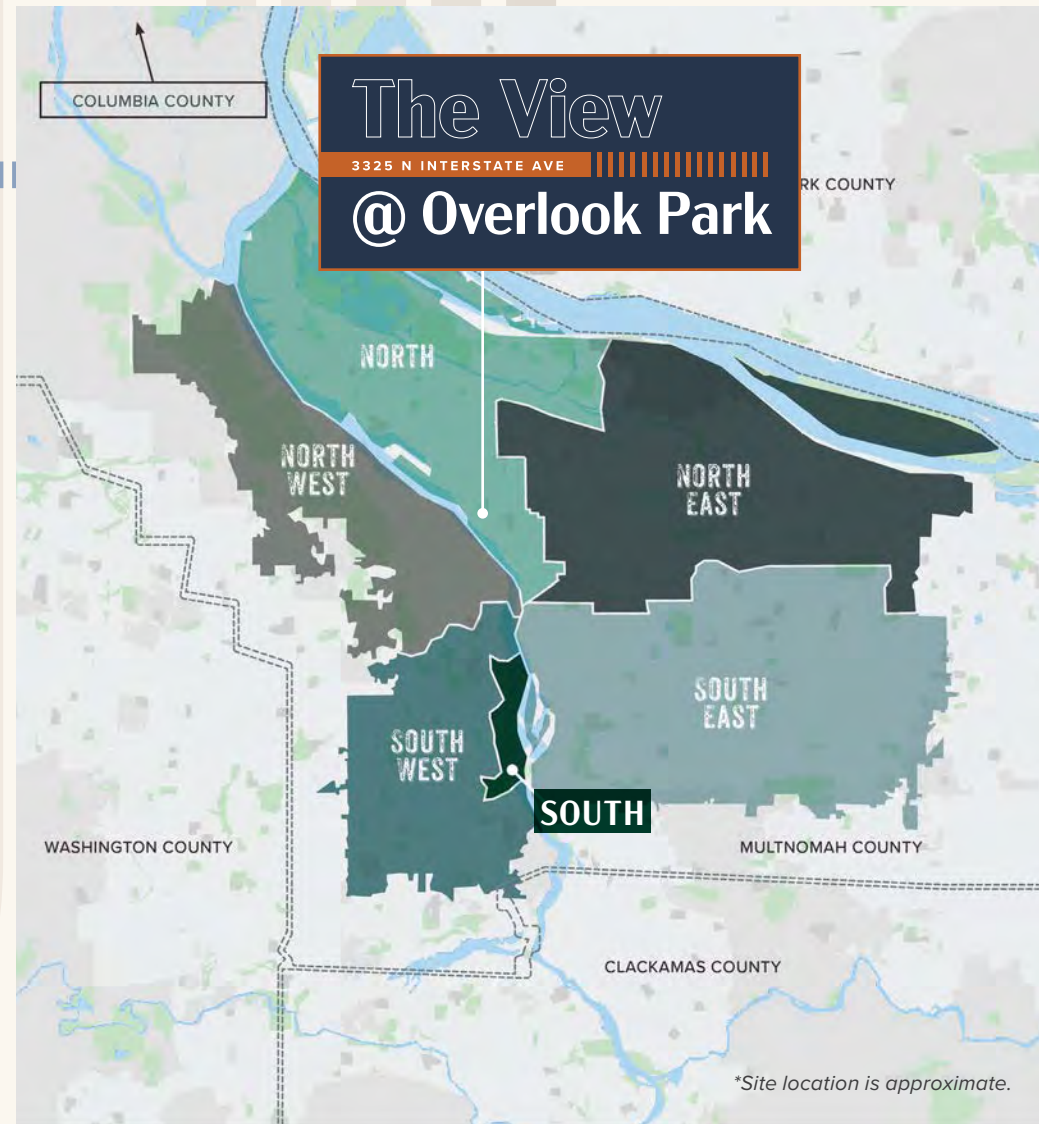 COLUMBIA COUNTY
The View
3325 N INTERSTATE AVE
@ Overlook Park
RK COUNTY
NORTH
NORTH
WEST
NORTH
EAST
SOUTH
EAST
SOUTH
WEST
SOUTH
WASHINGTON COUNTY
MULTNOMAH COUNTY
CLACKAMAS COUNTY
*Site location is approximate.